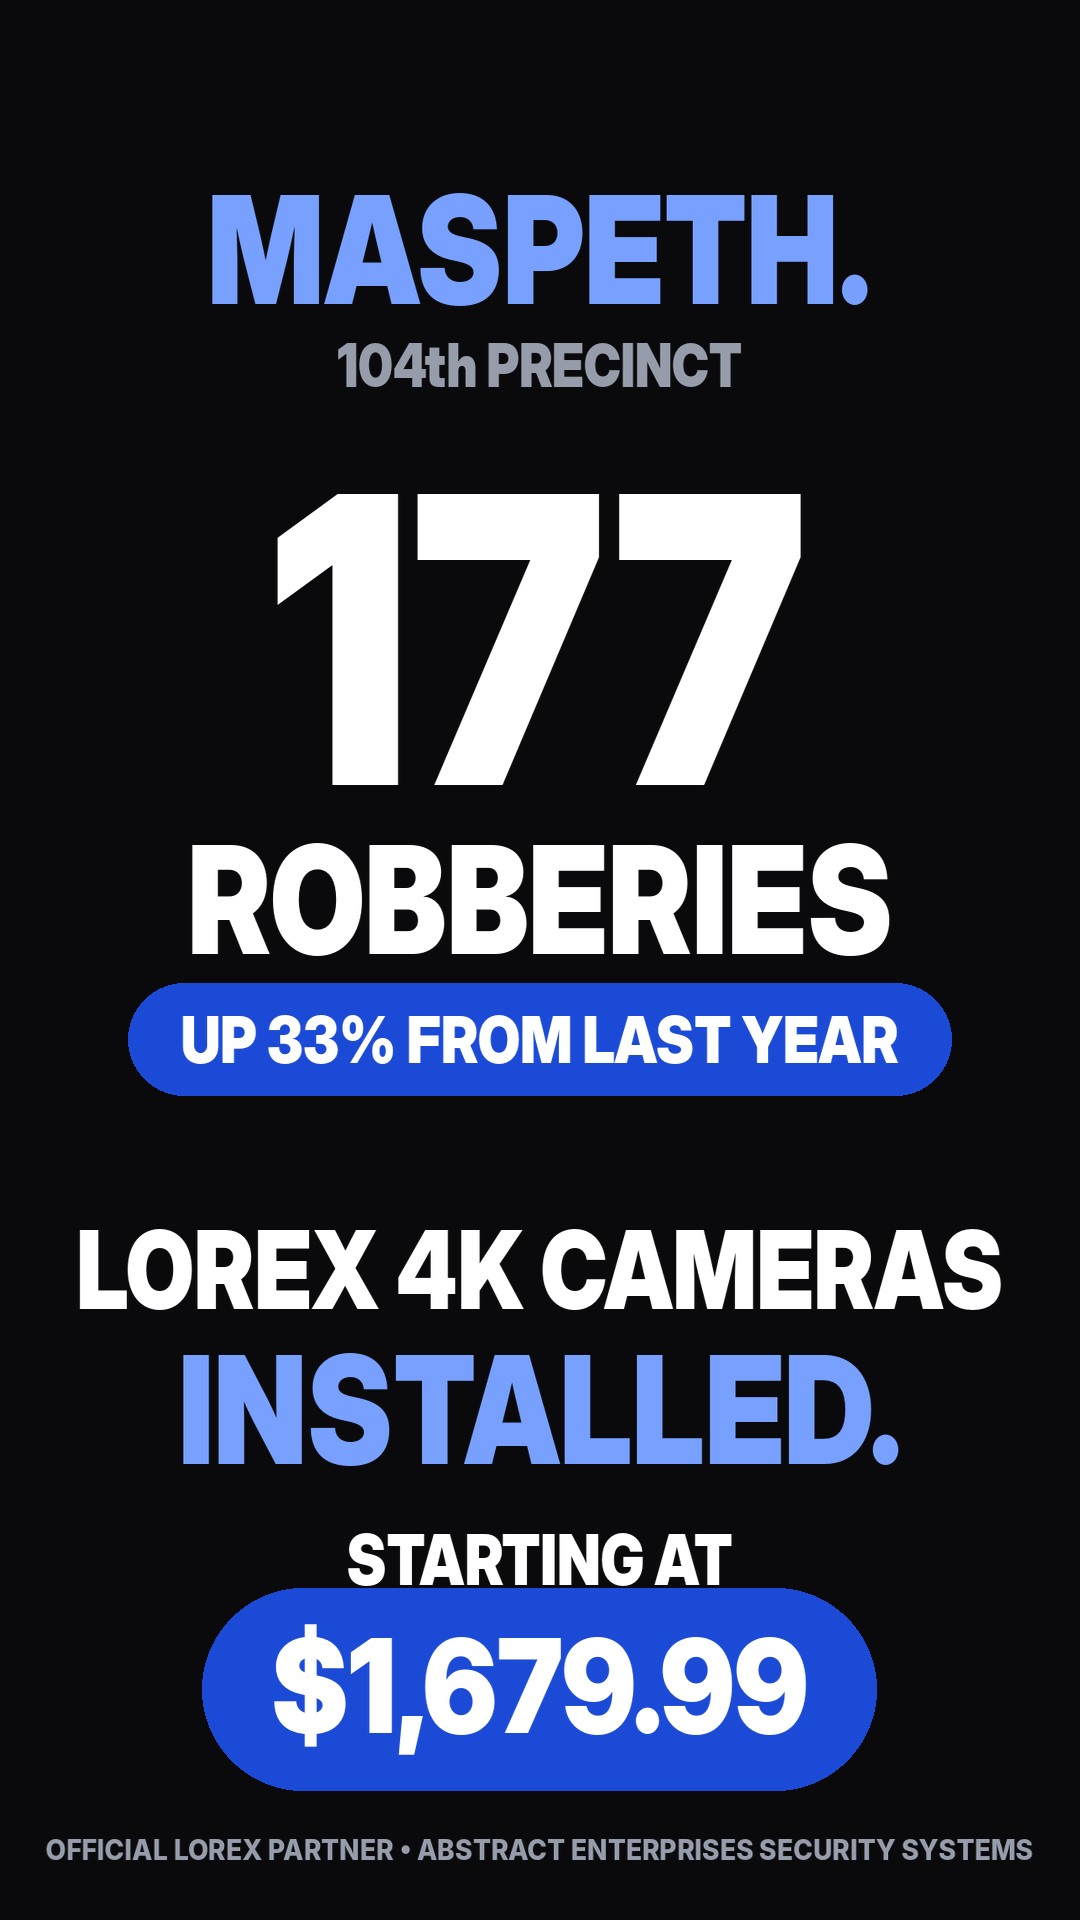 MASPETH.
104th PRECINCT
177
ROBBERIES
UP 33% FROM LAST YEAR
LOREX 4K CAMERAS
INSTALLED.
STARTING AT
$1,679.99
OFFICIAL LOREX PARTNER • ABSTRACT ENTERPRISES SECURITY SYSTEMS